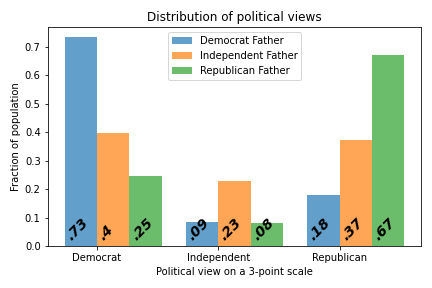 Distribution of political views
Democrat Father
Independent Father
Republican Father
Fraction of population
0.7
0.6
0.5
0.4
0.3
0.2
0.1
0.0
.73 .4 .25 .09 .23 .08 .18 .37 .67
Democrat Independent Republican
Political view on a 3-point scale